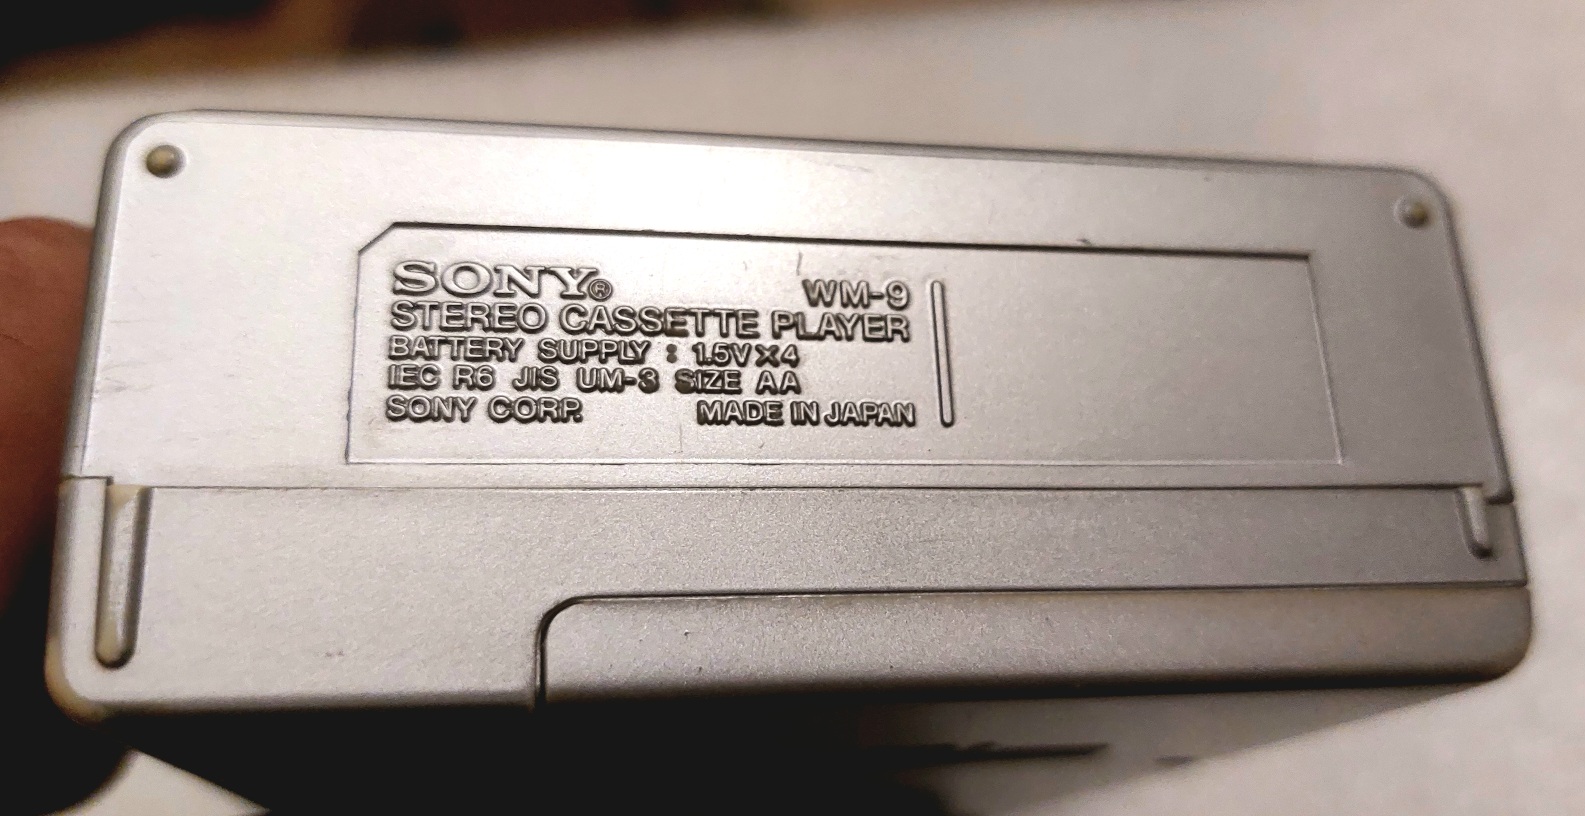 SONY®
WM-9
STEREO CASSETTE PLAYER
BATTERY SUPPLY : 1.5V×4
IEC R6 JIS UM-3 SIZE AA
SONY CORP. MADE IN JAPAN